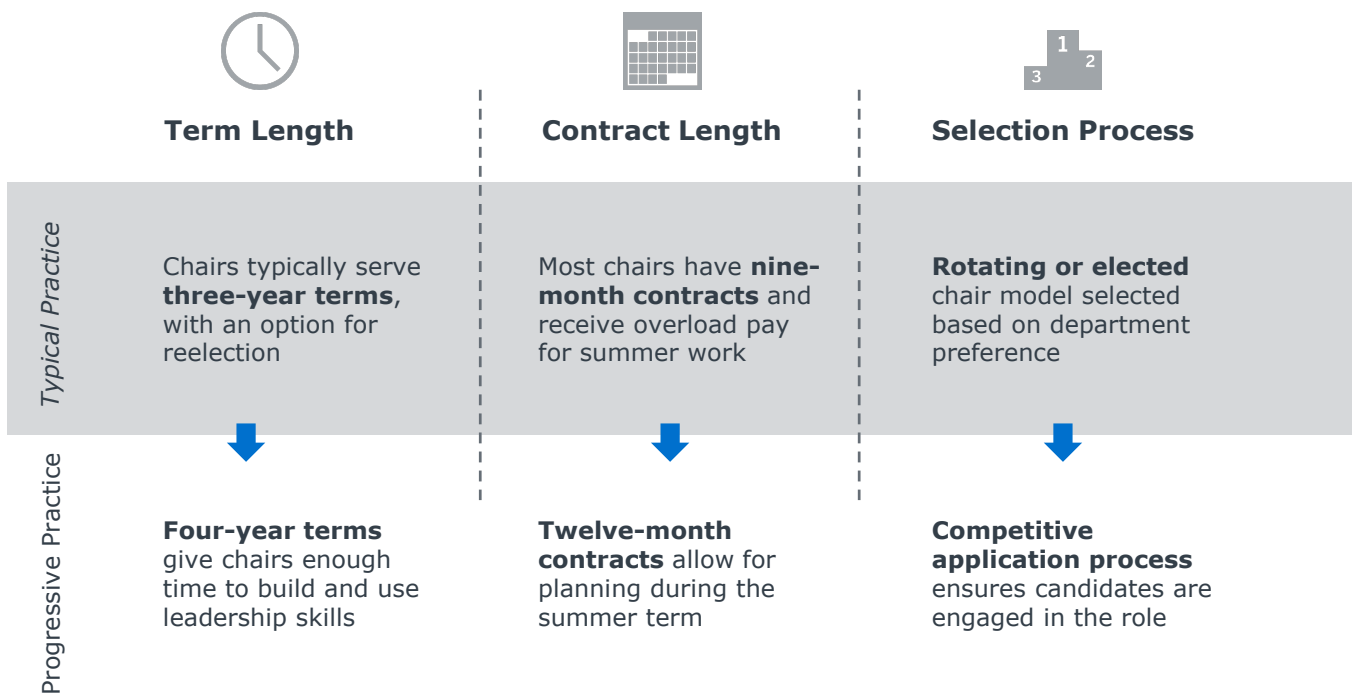 1
2
3
Term Length
Contract Length
Selection Process
Typical Practice
Chairs typically serve
three-year terms,
with an option for
reelection
Most chairs have nine-
month contracts and
receive overload pay
for summer work
Rotating or elected
chair model selected
based on department
preference
Progressive Practice
Four-year terms
give chairs enough
time to build and use
leadership skills
Twelve-month
contracts allow for
planning during the
summer term
Competitive
application process
ensures candidates are
engaged in the role